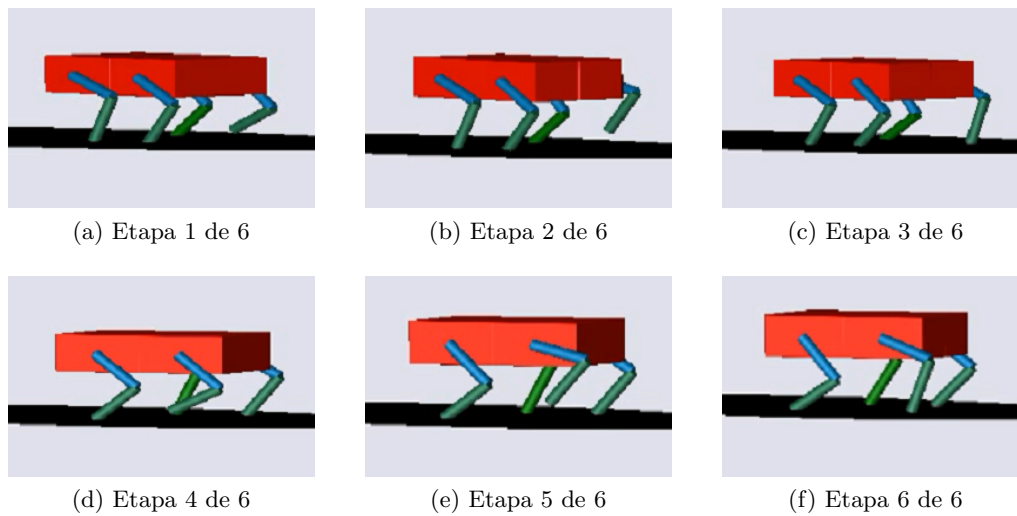 (a) Etapa 1 de 6
(b) Etapa 2 de 6
(c) Etapa 3 de 6
(d) Etapa 4 de 6
(e) Etapa 5 de 6
(f) Etapa 6 de 6